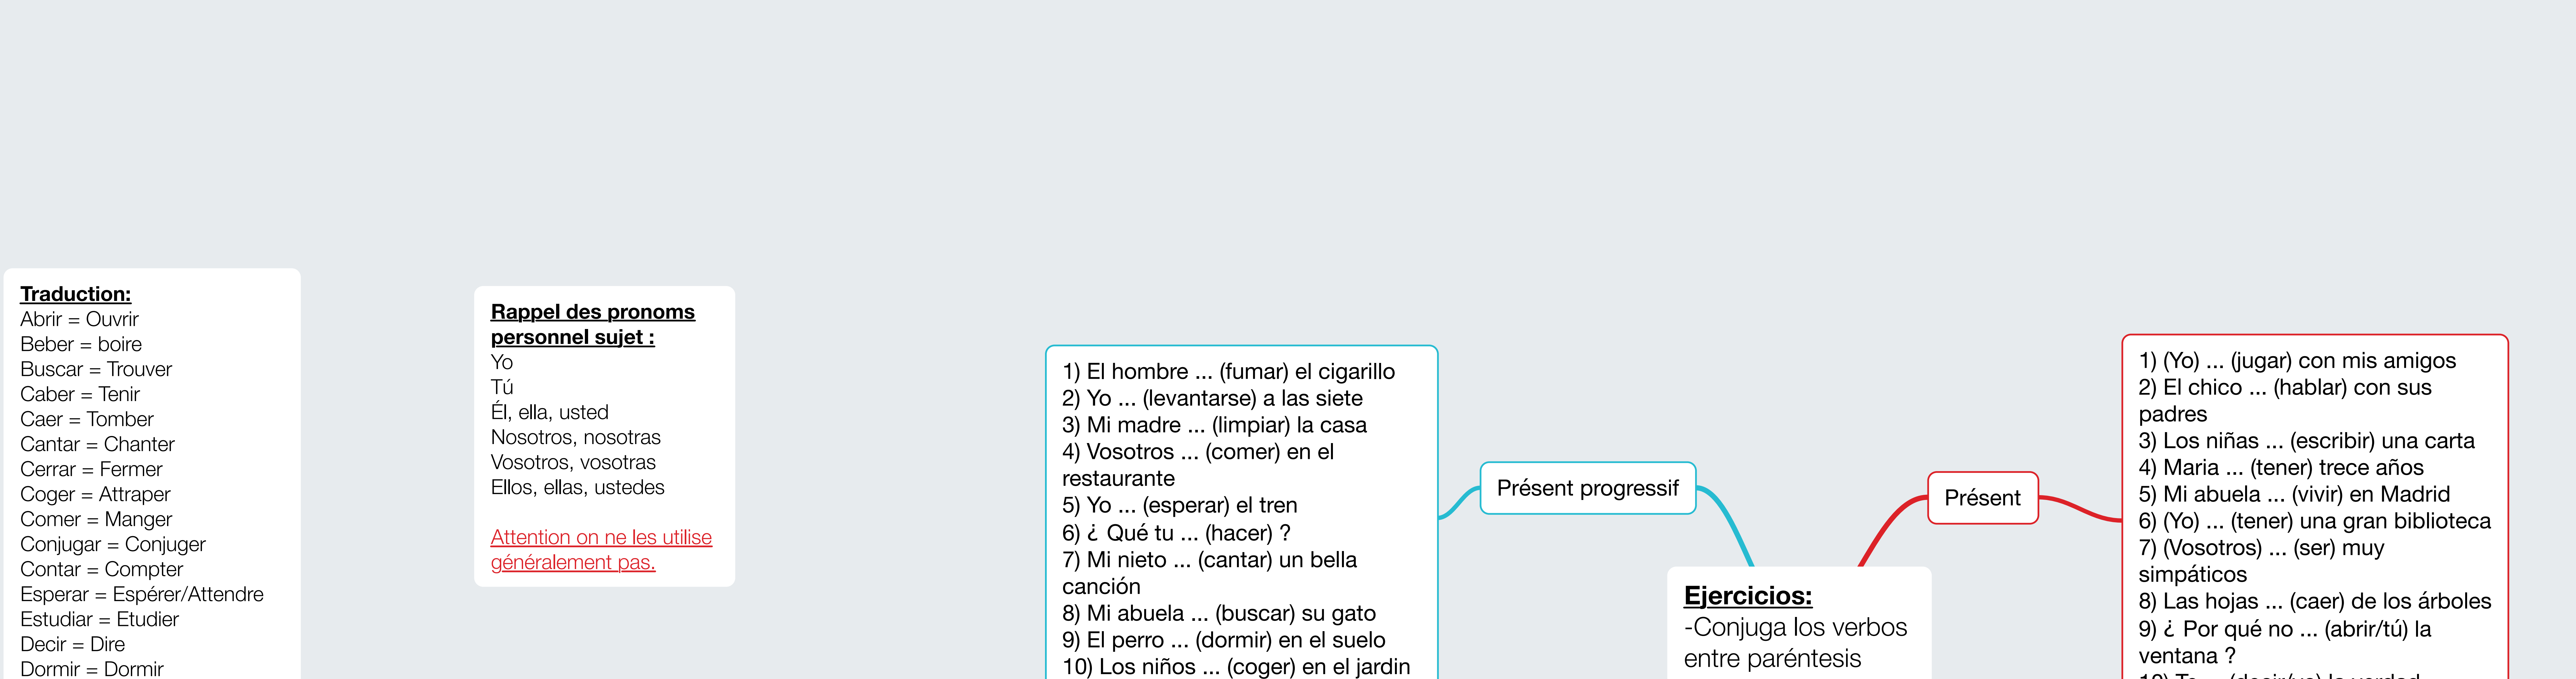 Traduction:
Abrir = Ouvrir
Beber = boire
Buscar = Trouver
Caber = Tenir
Caer = Tomber
Cantar = Chanter
Cerrar = Fermer
Coger = Attraper
Comer = Manger
Conjugar = Conjuger
Contar = Compter
Esperar = Espérer/Attendre
Estudiar = Etudier
Decir = Dire
Dormir = Dormir
Rappel des pronoms
personnel sujet :
Yo
Tú
Él, ella, usted
Nosotros, nosotras
Vosotros, vosotras
Ellos, ellas, ustedes
Attention on ne les utilise
généralement pas.
1) El hombre ... (fumar) el cigarillo
2) Yo ... (levantarse) a las siete
3) Mi madre ... (limpiar) la casa
4) Vosotros ... (comer) en el
restaurante
5) Yo ... (esperar) el tren
6) ¿ Qué tu ... (hacer) ?
7) Mi nieto ... (cantar) un bella
canción
8) Mi abuela ... (buscar) su gato
9) El perro ... (dormir) en el suelo
10) Los niños ... (coger) en el jardin
Présent progressif
Présent
Ejercicios:
-Conjuga los verbos
entre paréntesis
1) (Yo) ... (jugar) con mis amigos
2) El chico ... (hablar) con sus
padres
3) Los niñas ... (escribir) una carta
4) Maria ... (tener) trece años
5) Mi abuela ... (vivir) en Madrid
6) (Yo) ... (tener) una gran biblioteca
7) (Vosotros) ... (ser) muy
simpáticos
8) Las hojas ... (caer) de los árboles
9) ¿ Por qué no ... (abrir/tú) la
ventana ?
10) Te ... (decir/yo) la verdad